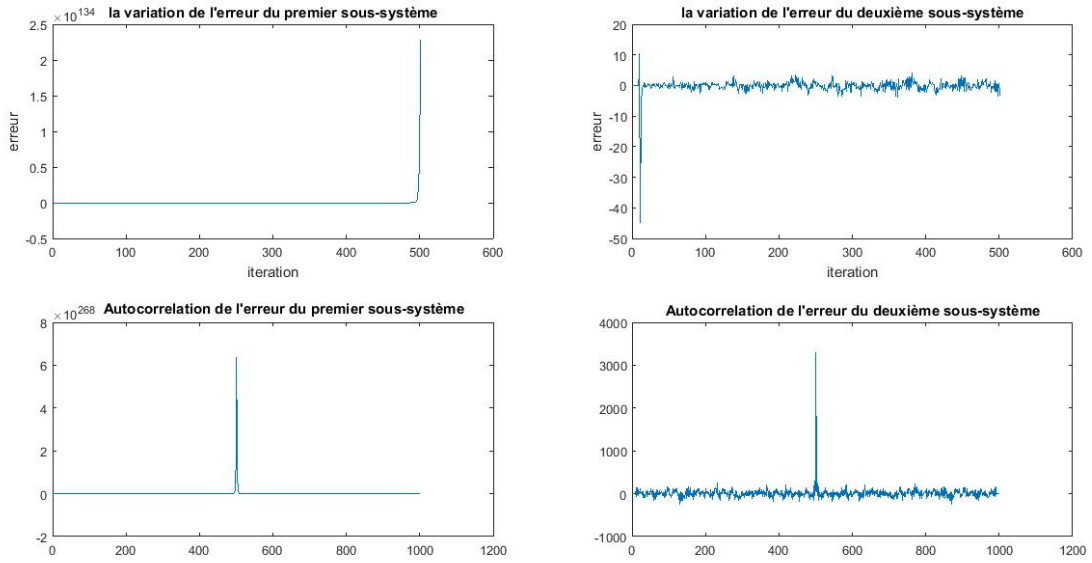 la variation de l'erreur du premier sous-système
×10^134
2.5
2
1.5
1
0.5
0
-0.5
erreur
0 100 200 300 400 500 600
iteration
la variation de l'erreur du deuxième sous-système
20
10
0
-10
-20
-30
-40
-50
erreur
0 100 200 300 400 500 600
iteration
Autocorrelation de l'erreur du premier sous-système
×10^268
8
6
4
2
0
-2
0 200 400 600 800 1000 1200
Autocorrelation de l'erreur du deuxième sous-système
4000
3000
2000
1000
0
-1000
0 200 400 600 800 1000 1200